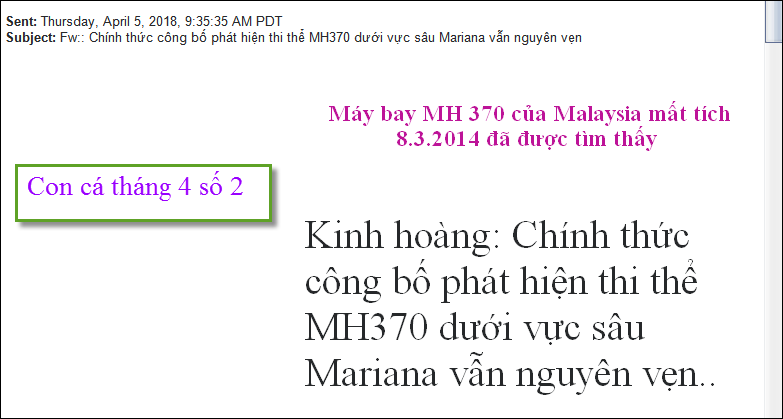 Sent: Thursday, April 5, 2018, 9:35:35 AM PDT
Subject: Fw:: Chính thức công bố phát hiện thi thể MH370 dưới vực sâu Mariana vẫn nguyên vẹn
Máy bay MH 370 của Malaysia mất tích
8.3.2014 đã được tìm thấy
Con cá tháng 4 số 2
Kinh hoàng: Chính thức
công bố phát hiện thi thể
MH370 dưới vực sâu
Mariana vẫn nguyên vẹn..